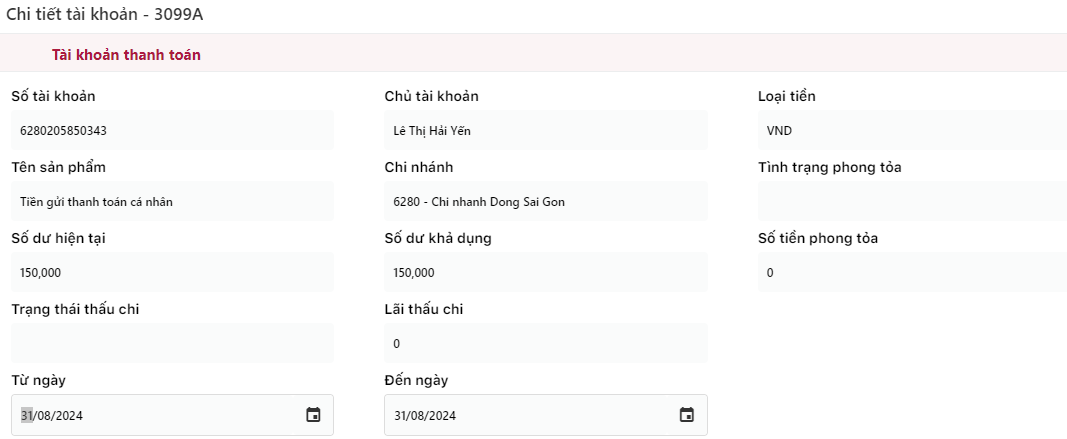 Chi tiết tài khoản - 3099A
Tài khoản thanh toán
Số tài khoản Chủ tài khoản Loại tiền
6280205850343 Lê Thị Hải Yến VND
Tên sản phẩm Chi nhánh Tình trạng phong tỏa
Tiền gửi thanh toán cá nhân 6280 - Chi nhanh Dong Sai Gon
Số dư hiện tại Số dư khả dụng Số tiền phong tỏa
150,000 150,000 0
Trạng thái thấu chi Lãi thấu chi
0
Từ ngày Đến ngày
31/08/2024 31/08/2024